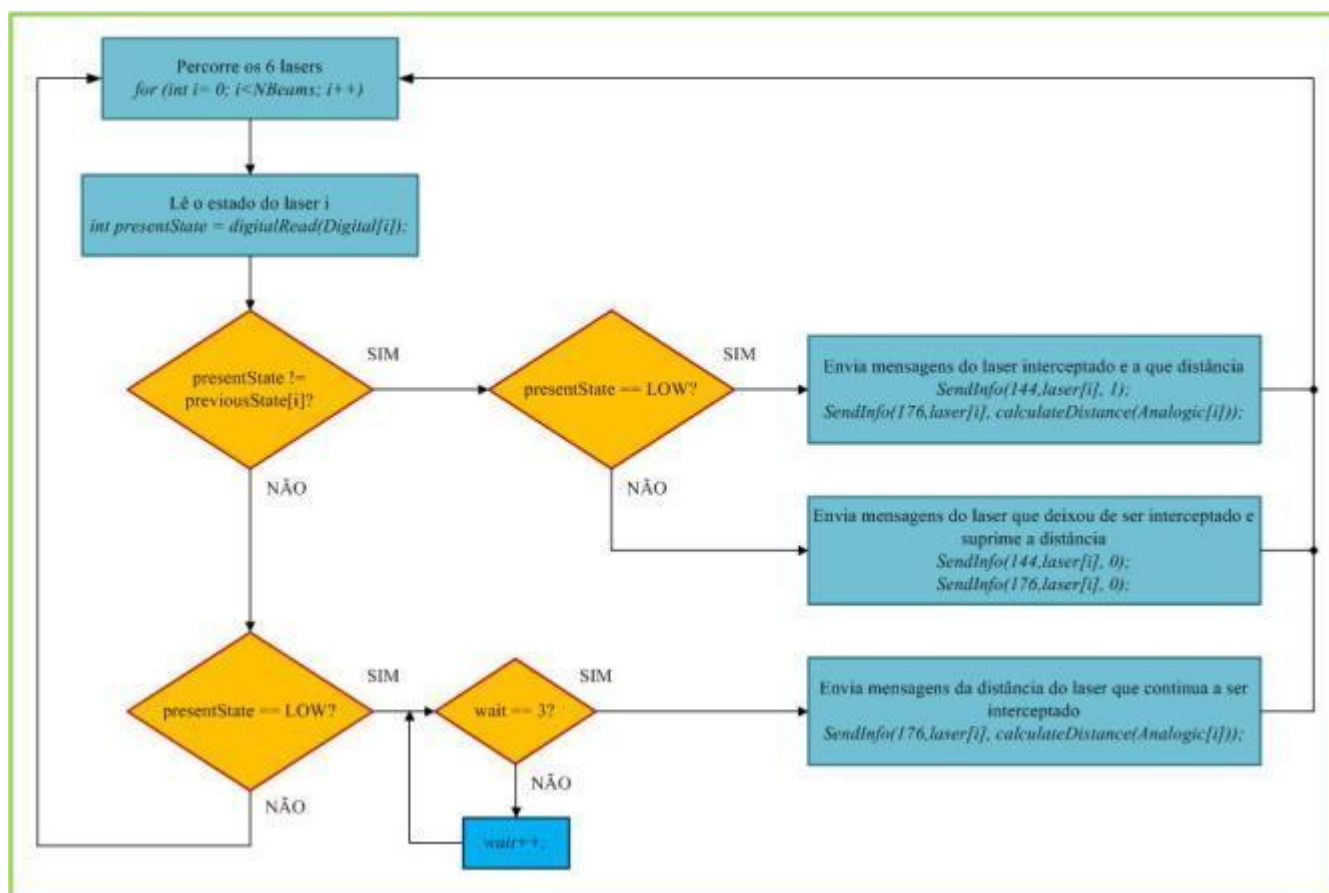 Percorre os 6 lasers
for (int i= 0; i<NBeams; i++)
Lê o estado do laser i
int presentState = digitalRead(Digital[i]);
presentState !=
previousState[i]?
SIM
NÃO
presentState == LOW?
SIM
NÃO
Envia mensagens do laser interceptado e a que distância
SendInfo(144,laser[i], 1);
SendInfo(176,laser[i], calculateDistance(Analogic[i]));
Envia mensagens do laser que deixou de ser interceptado e
suprime a distância
SendInfo(144,laser[i], 0);
SendInfo(176,laser[i], 0);
presentState == LOW?
SIM
NÃO
wait == 3?
SIM
NÃO
wait++;
Envia mensagens da distância do laser que continua a ser
interceptado
SendInfo(176,laser[i], calculateDistance(Analogic[i]));